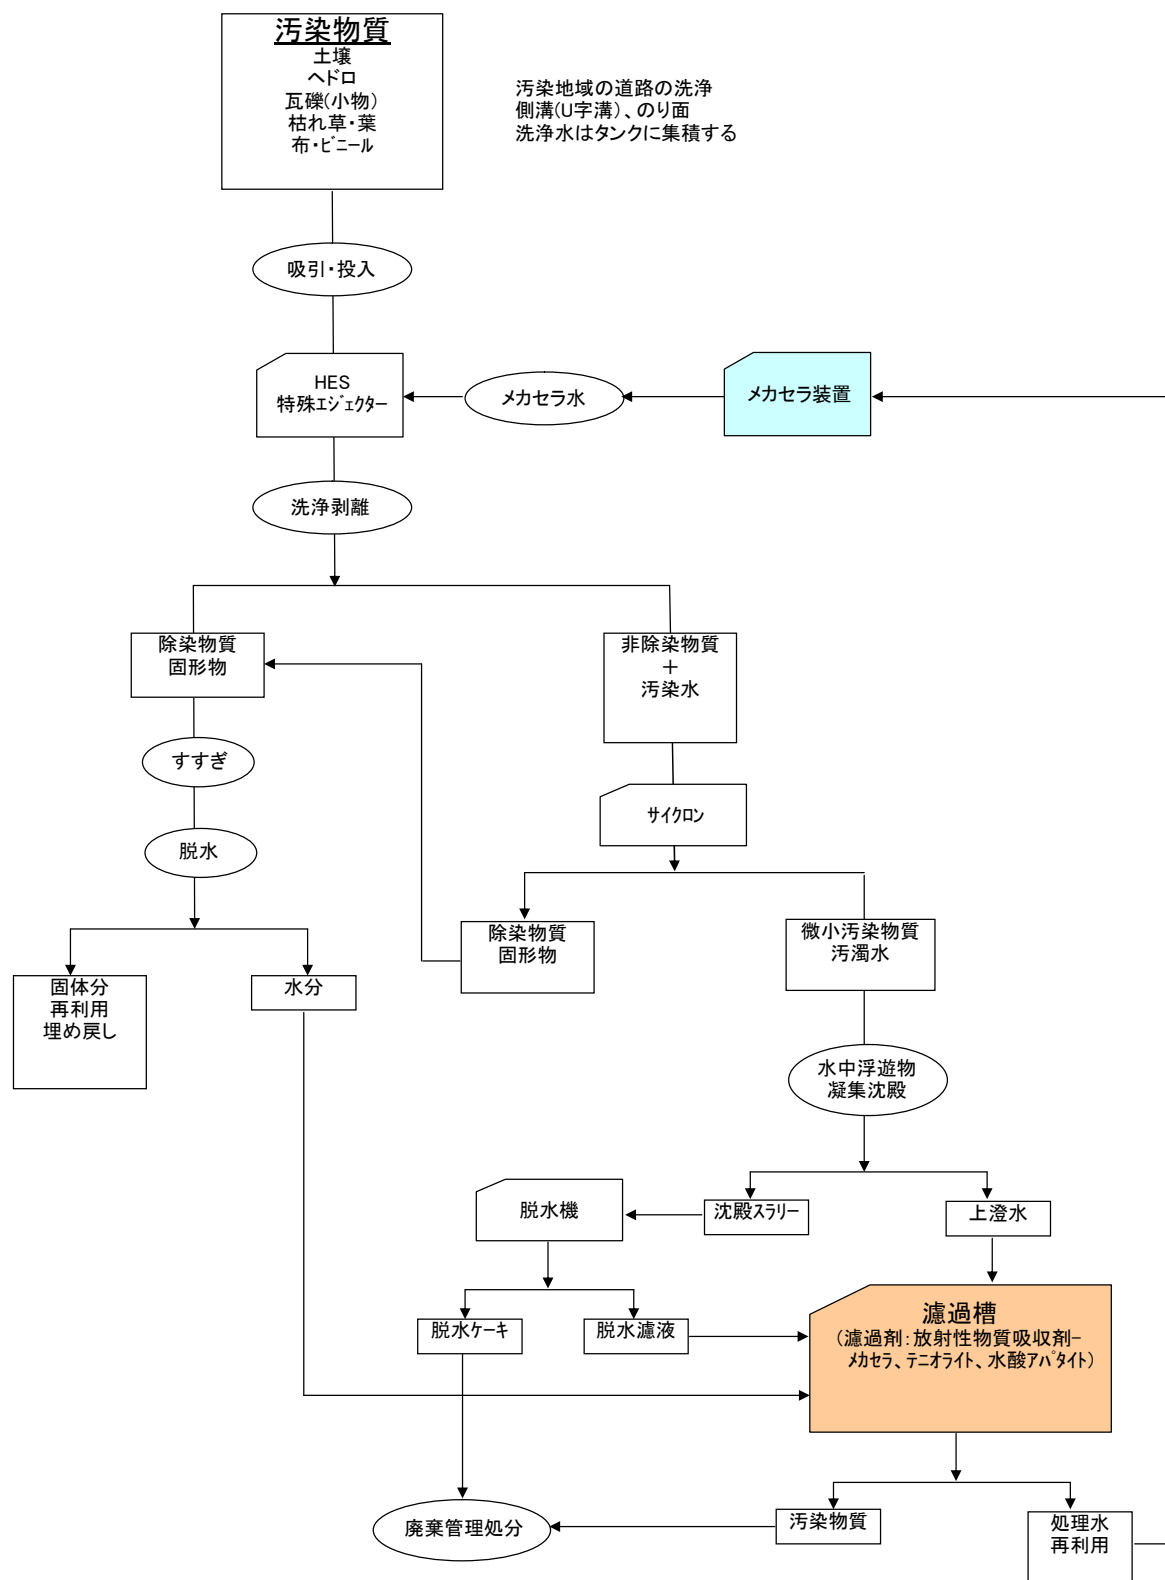 汚染物質
土壌
ヘドロ
瓦礫(小物)
枯れ草・葉
布・ビニール
汚染地域の道路の洗浄
側溝(U字溝)、のり面
洗浄水はタンクに集積する
吸引・投入
HES
特殊エジェクター
メカセラ水
メカセラ装置
洗浄剥離
除染物質
固形物
非除染物質
+
汚染水
すすぎ
サイクロン
脱水
除染物質
固形物
微小汚染物質
汚濁水
固体分
再利用
埋め戻し
水分
水中浮遊物
凝集沈殿
脱水機
沈殿スラリー
上澄水
脱水ケーキ
脱水濾液
濾過槽
(濾過剤:放射性物質吸収剤−
メカセラ、テニオライト、水酸アパタイト)
廃棄管理処分
汚染物質
処理水
再利用